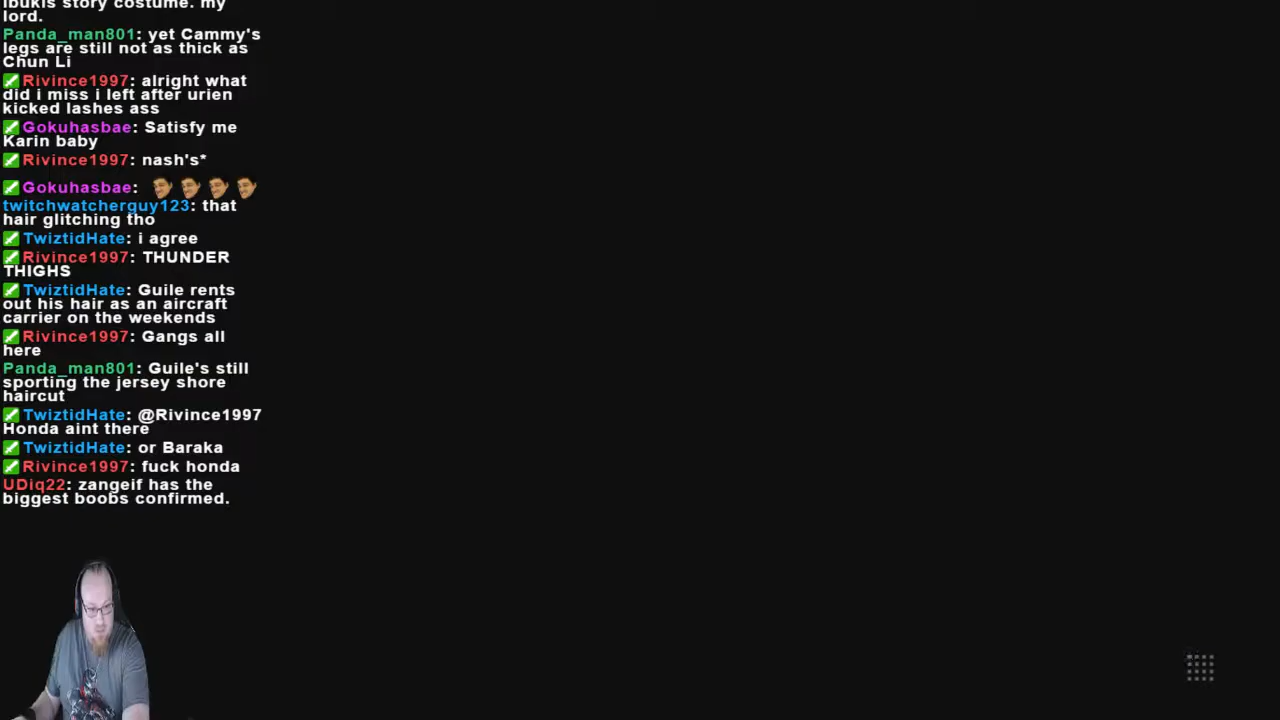 ibukis story costume. my
lord.
Panda_man801: yet Cammy's
legs are still not as thick as
Chun Li
Rivince1997: alright what
did i miss i left after urien
kicked lashes ass
Gokuhasbae: Satisfy me
Karin baby
Rivince1997: nash's*
Gokuhasbae:
twitchwatcherguy123: that
hair glitching tho
TwiztidHate: i agree
Rivince1997: THUNDER
THIGHS
TwiztidHate: Guile rents
out his hair as an aircraft
carrier on the weekends
Rivince1997: Gangs all
here
Panda_man801: Guile's still
sporting the jersey shore
haircut
TwiztidHate: @Rivince1997
Honda aint there
TwiztidHate: or Baraka
Rivince1997: fuck honda
UDiq22: zangeif has the
biggest boobs confirmed.